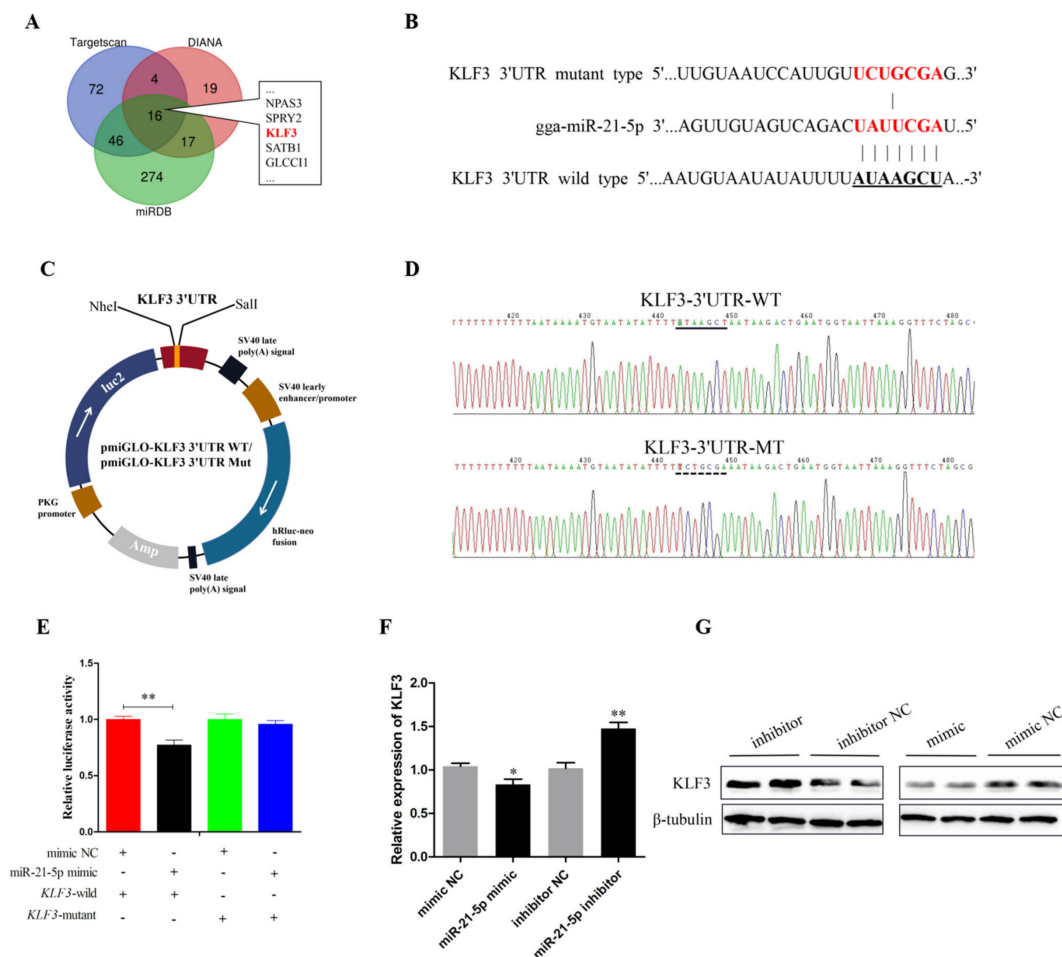 A
Targetscan
DIANA
72
4
19
16
46
17
274
miRDB
...
NPAS3
SPRY2
KLF3
SATB1
GLCCI1
...
B
KLF3 3'UTR mutant type 5'...UUGUAAUCCAUUGUUCUGCGAG..3'
gga-miR-21-5p 3'...AGUUGUAGUCAGACUAUUCGAU..5'
KLF3 3'UTR wild type 5'...AAUGUAAUAUAUUUUAUAAGCUA..-3'
C
KLF3 3'UTR
NheI
SalI
SV40 late
poly(A) signal
SV40 learly
enhancer/promoter
luc2
pmiGLO-KLF3 3'UTR WT/
pmiGLO-KLF3 3'UTR Mut
PKG
promoter
hRluc-neo
fusion
Amp
SV40 late
poly(A) signal
D
KLF3-3'UTR-WT
420 430 440 450 460 470 480
TTTTTTTTTTTAATAAAATGTAATATATTTTATAAGCTAATAAGACTGAATGGTAATTAAAGGTTTCTAGC
KLF3-3'UTR-MT
420 430 440 450 460 470 480
TTTTTTTTTTTAATAAAATGTAATATATTTTTCTGCGAAATAAGACTGAATGGTAATTAAAGGTTTCTAGCG
E
Relative luciferase activity
1.5
1.0
0.5
0.0
**
mimic NC + - + -
miR-21-5p mimic - + - +
KLF3-wild + + - -
KLF3-mutant - - + +
F
Relative expression of KLF3
2.0
1.5
1.0
0.5
0.0
*
**
mimic NC
miR-21-5p mimic
inhibitor NC
miR-21-5p inhibitor
G
inhibitor
inhibitor NC
mimic
mimic NC
KLF3
β-tubulin